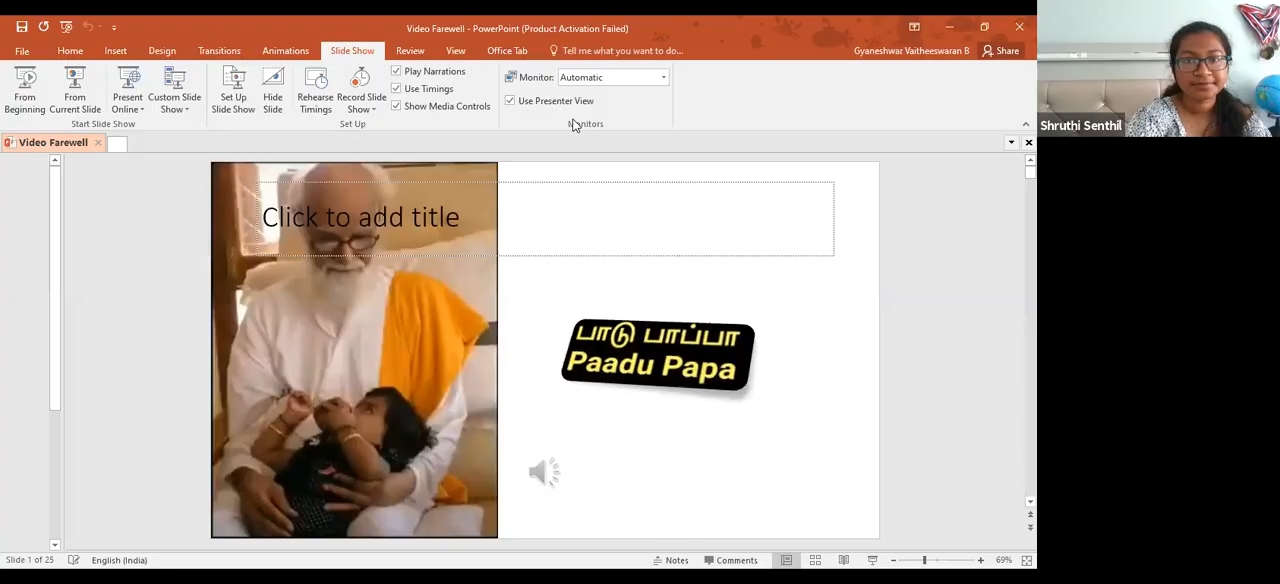 Video Farewell - PowerPoint (Product Activation Failed)
File Home Insert Design Transitions Animations Slide Show Review View Office Tab Tell me what you want to do...
Gyaneshwar Vaitheeswaran B Share
From Beginning
From Current Slide
Present Online
Custom Slide Show
Start Slide Show
Set Up Slide Show
Hide Slide
Rehearse Timings
Record Slide Show
Play Narrations
Use Timings
Show Media Controls
Set Up
Monitor: Automatic
Use Presenter View
Monitors
Shruthi Senthil
Video Farewell
Click to add title
பாடு பாப்பா
Paadu Papa
Slide 1 of 25 English (India) Notes Comments 69%